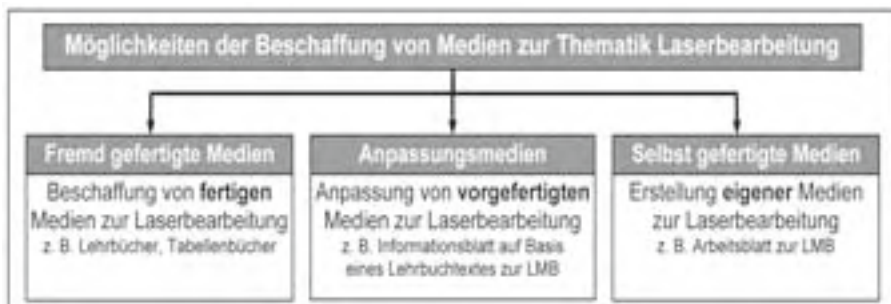 Möglichkeiten der Beschaffung von Medien zur Thematik Laserbearbeitung
Fremd gefertigte Medien
Beschaffung von fertigen
Medien zur Laserbearbeitung
z. B. Lehrbücher, Tabellenbücher
Anpassungsmedien
Anpassung von vorgefertigten
Medien zur Laserbearbeitung
z. B. Informationsblatt auf Basis
eines Lehrbuchtextes zur LMB
Selbst gefertigte Medien
Erstellung eigener Medien
zur Laserbearbeitung
z. B. Arbeitsblatt zur LMB